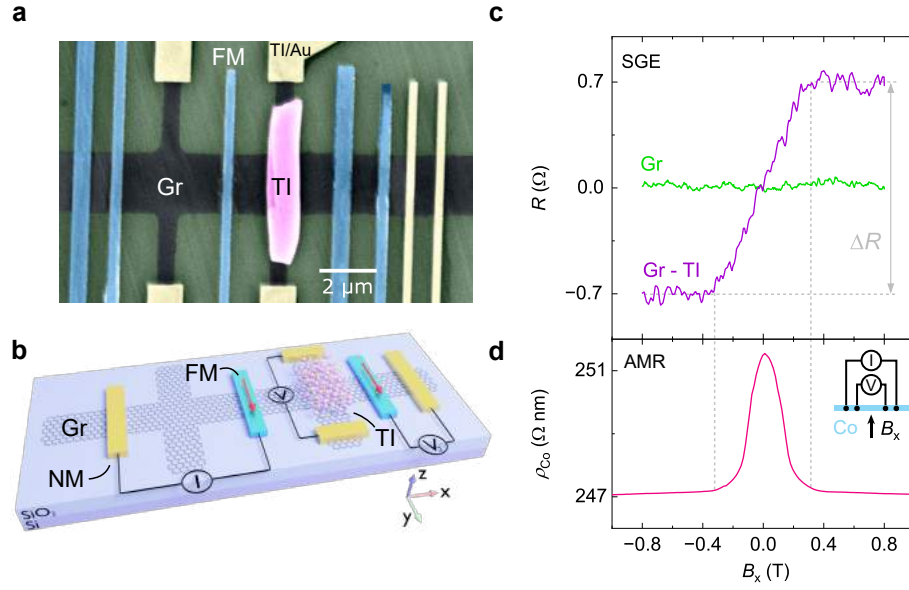 a
FM
TI/Au
Gr
TI
2 μm
b
FM
Gr
V
TI
NM
I
V
z
x
y
SiO₂
Si
c
SGE
0.7
Gr
0.0
R (Ω)
ΔR
Gr - TI
−0.7
d
AMR
251
I
V
Co
Bx
ρCo (Ω nm)
247
−0.8 −0.4 0.0 0.4 0.8
Bx (T)